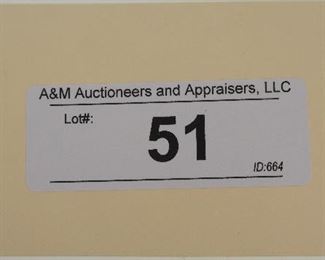 A&M Auctioneers and Appraisers, LLC
Lot#:
51
ID:664